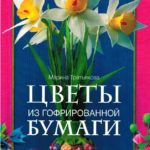 Марина Третьякова
ЦВЕТЫ
ИЗ ГОФРИРОВАННОЙ
БУМАГИ